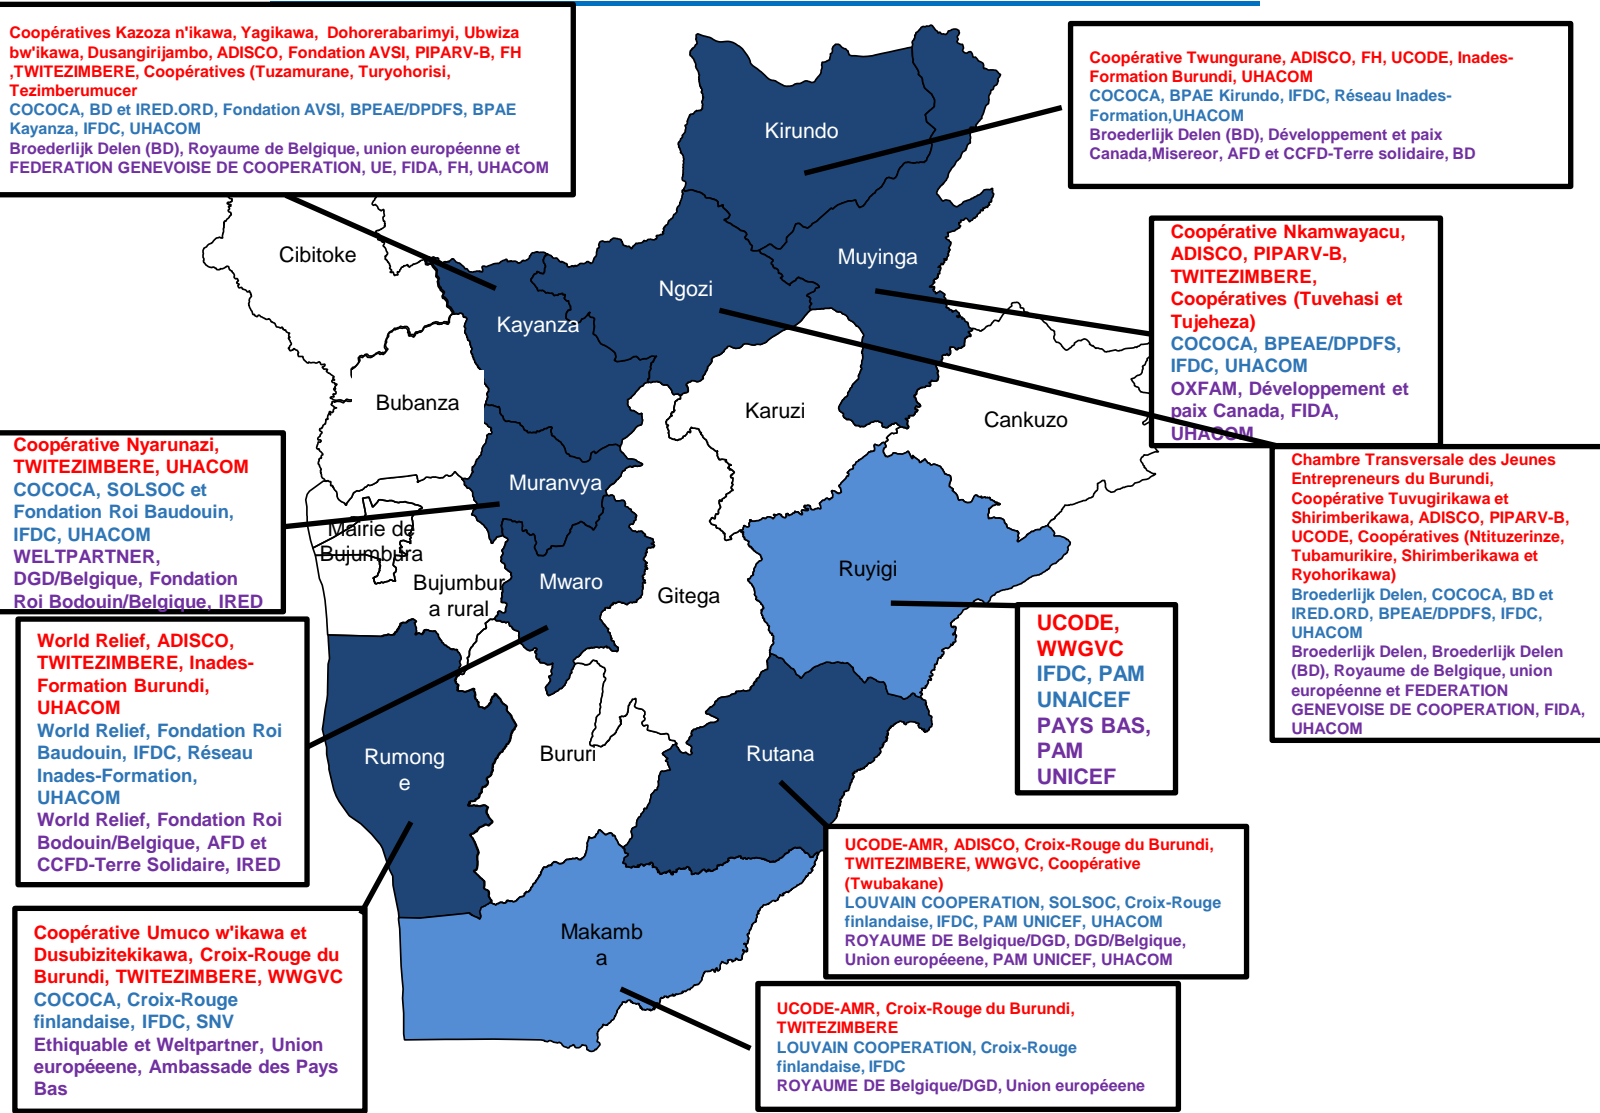 Coopératives Kazoza n'ikawa, Yagikawa, Dohorerabarimyi, Ubwiza
bw'ikawa, Dusangirijambo, ADISCO, Fondation AVSI, PIPARV-B, FH
,TWITEZIMBERE, Coopératives (Tuzamurane, Turyohorisi,
Tezimberumucer
COCOCA, BD et IRED.ORD, Fondation AVSI, BPEAE/DPDFS, BPAE
Kayanza, IFDC, UHACOM
Broederlijk Delen (BD), Royaume de Belgique, union européenne et
FEDERATION GENEVOISE DE COOPERATION, UE, FIDA, FH, UHACOM
Coopérative Twungurane, ADISCO, FH, UCODE, Inades-
Formation Burundi, UHACOM
COCOCA, BPAE Kirundo, IFDC, Réseau Inades-
Formation,UHACOM
Broederlijk Delen (BD), Développement et paix
Canada,Misereor, AFD et CCFD-Terre solidaire, BD
Coopérative Nkamwayacu,
ADISCO, PIPARV-B,
TWITEZIMBERE,
Coopératives (Tuvehasi et
Tujeheza)
COCOCA, BPEAE/DPDFS,
IFDC, UHACOM
OXFAM, Développement et
paix Canada, FIDA,
UHACOM
Chambre Transversale des Jeunes
Entrepreneurs du Burundi,
Coopérative Tuvugirikawa et
Shirimberikawa, ADISCO, PIPARV-B,
UCODE, Coopératives (Ntituzerinze,
Tubamurikire, Shirimberikawa et
Ryohorikawa)
Broederlijk Delen, COCOCA, BD et
IRED.ORD, BPEAE/DPDFS, IFDC,
UHACOM
Broederlijk Delen, Broederlijk Delen
(BD), Royaume de Belgique, union
européenne et FEDERATION
GENEVOISE DE COOPERATION, FIDA,
UHACOM
Coopérative Nyarunazi,
TWITEZIMBERE, UHACOM
COCOCA, SOLSOC et
Fondation Roi Baudouin,
IFDC, UHACOM
WELTPARTNER,
DGD/Belgique, Fondation
Roi Bodouin/Belgique, IRED
World Relief, ADISCO,
TWITEZIMBERE, Inades-
Formation Burundi,
UHACOM
World Relief, Fondation Roi
Baudouin, IFDC, Réseau
Inades-Formation,
UHACOM
World Relief, Fondation Roi
Bodouin/Belgique, AFD et
CCFD-Terre Solidaire, IRED
Coopérative Umuco w'ikawa et
Dusubizitekikawa, Croix-Rouge du
Burundi, TWITEZIMBERE, WWGVC
COCOCA, Croix-Rouge
finlandaise, IFDC, SNV
Ethiquable et Weltpartner, Union
européeene, Ambassade des Pays
Bas
UCODE,
WWGVC
IFDC, PAM
UNAICEF
PAYS BAS,
PAM
UNICEF
UCODE-AMR, ADISCO, Croix-Rouge du Burundi,
TWITEZIMBERE, WWGVC, Coopérative
(Twubakane)
LOUVAIN COOPERATION, SOLSOC, Croix-Rouge
finlandaise, IFDC, PAM UNICEF, UHACOM
ROYAUME DE Belgique/DGD, DGD/Belgique,
Union européeene, PAM UNICEF, UHACOM
UCODE-AMR, Croix-Rouge du Burundi,
TWITEZIMBERE
LOUVAIN COOPERATION, Croix-Rouge
finlandaise, IFDC
ROYAUME DE Belgique/DGD, Union européeene
Kirundo
Cibitoke
Muyinga
Ngozi
Kayanza
Bubanza
Karuzi
Cankuzo
Muranvya
Mairie de
Bujumbura
Bujumbur
a rural
Mwaro
Gitega
Ruyigi
Rumong
e
Bururi
Rutana
Makamb
a